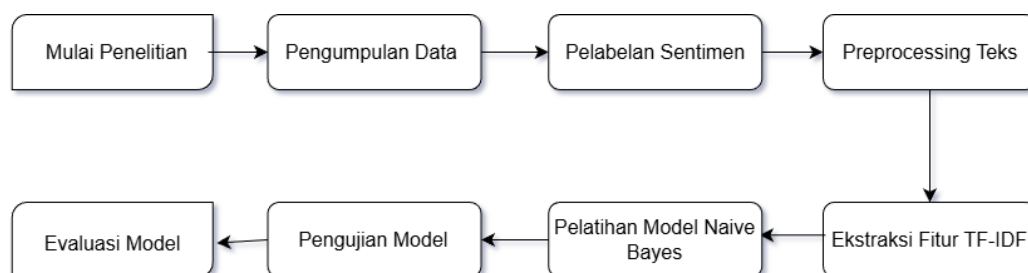 Mulai Penelitian
Pengumpulan Data
Pelabelan Sentimen
Preprocessing Teks
Ekstraksi Fitur TF-IDF
Pelatihan Model Naive
Bayes
Pengujian Model
Evaluasi Model